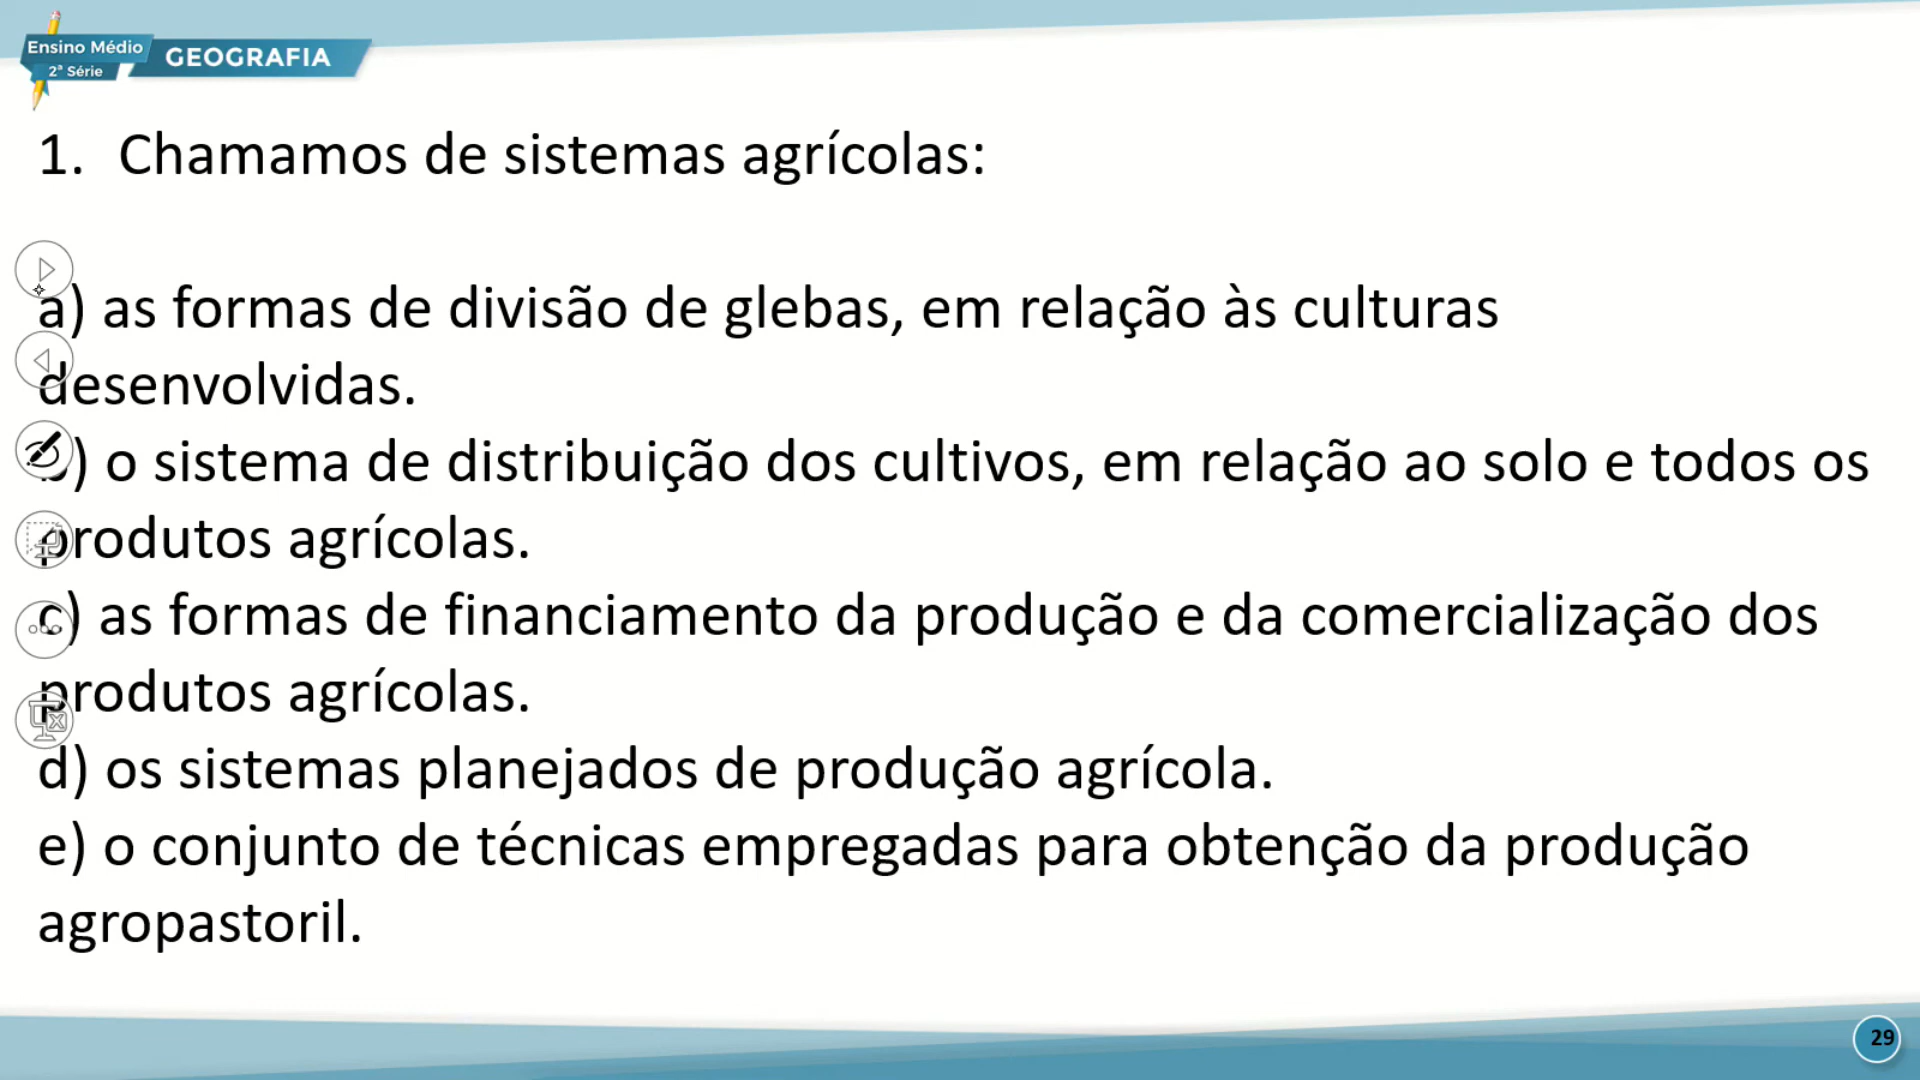 Ensino Médio
2ª Série
GEOGRAFIA
1. Chamamos de sistemas agrícolas:
a) as formas de divisão de glebas, em relação às culturas
desenvolvidas.
b) o sistema de distribuição dos cultivos, em relação ao solo e todos os
produtos agrícolas.
c) as formas de financiamento da produção e da comercialização dos
produtos agrícolas.
d) os sistemas planejados de produção agrícola.
e) o conjunto de técnicas empregadas para obtenção da produção
agropastoril.
29